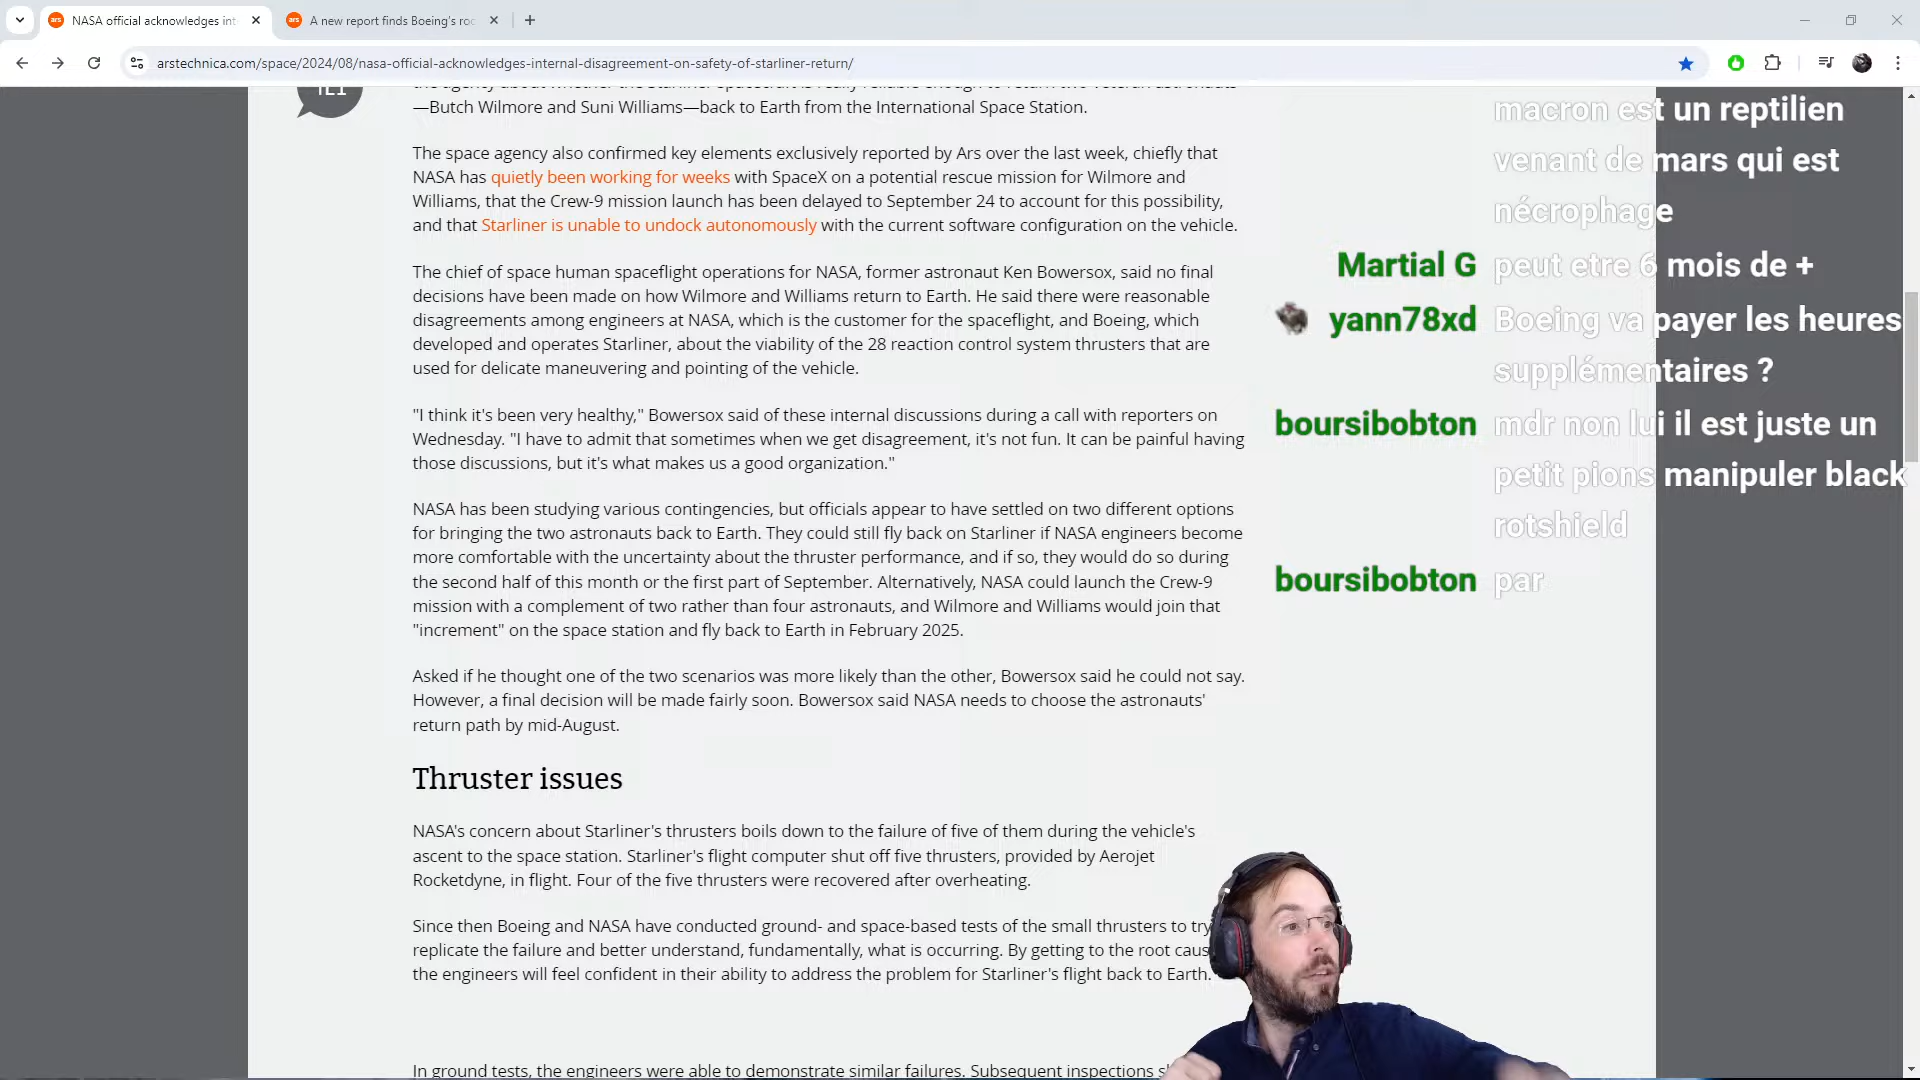 NASA official acknowledges int
A new report finds Boeing's roc
arstechnica.com/space/2024/08/nasa-official-acknowledges-internal-disagreement-on-safety-of-starliner-return/
—Butch Wilmore and Suni Williams—back to Earth from the International Space Station.
The space agency also confirmed key elements exclusively reported by Ars over the last week, chiefly that
NASA has quietly been working for weeks with SpaceX on a potential rescue mission for Wilmore and
Williams, that the Crew-9 mission launch has been delayed to September 24 to account for this possibility,
and that Starliner is unable to undock autonomously with the current software configuration on the vehicle.
The chief of space human spaceflight operations for NASA, former astronaut Ken Bowersox, said no final
decisions have been made on how Wilmore and Williams return to Earth. He said there were reasonable
disagreements among engineers at NASA, which is the customer for the spaceflight, and Boeing, which
developed and operates Starliner, about the viability of the 28 reaction control system thrusters that are
used for delicate maneuvering and pointing of the vehicle.
"I think it's been very healthy," Bowersox said of these internal discussions during a call with reporters on
Wednesday. "I have to admit that sometimes when we get disagreement, it's not fun. It can be painful having
those discussions, but it's what makes us a good organization."
NASA has been studying various contingencies, but officials appear to have settled on two different options
for bringing the two astronauts back to Earth. They could still fly back on Starliner if NASA engineers become
more comfortable with the uncertainty about the thruster performance, and if so, they would do so during
the second half of this month or the first part of September. Alternatively, NASA could launch the Crew-9
mission with a complement of two rather than four astronauts, and Wilmore and Williams would join that
"increment" on the space station and fly back to Earth in February 2025.
Asked if he thought one of the two scenarios was more likely than the other, Bowersox said he could not say.
However, a final decision will be made fairly soon. Bowersox said NASA needs to choose the astronauts'
return path by mid-August.
Thruster issues
NASA's concern about Starliner's thrusters boils down to the failure of five of them during the vehicle's
ascent to the space station. Starliner's flight computer shut off five thrusters, provided by Aerojet
Rocketdyne, in flight. Four of the five thrusters were recovered after overheating.
Since then Boeing and NASA have conducted ground- and space-based tests of the small thrusters to try
replicate the failure and better understand, fundamentally, what is occurring. By getting to the root caus
the engineers will feel confident in their ability to address the problem for Starliner's flight back to Earth.
In ground tests, the engineers were able to demonstrate similar failures. Subsequent inspections
macron est un reptilien
venant de mars qui est
nécrophage
Martial G peut etre 6 mois de +
yann78xd Boeing va payer les heures
supplémentaires ?
boursibobton mdr non lui il est juste un
petit pions manipuler black
rotshield
boursibobton par